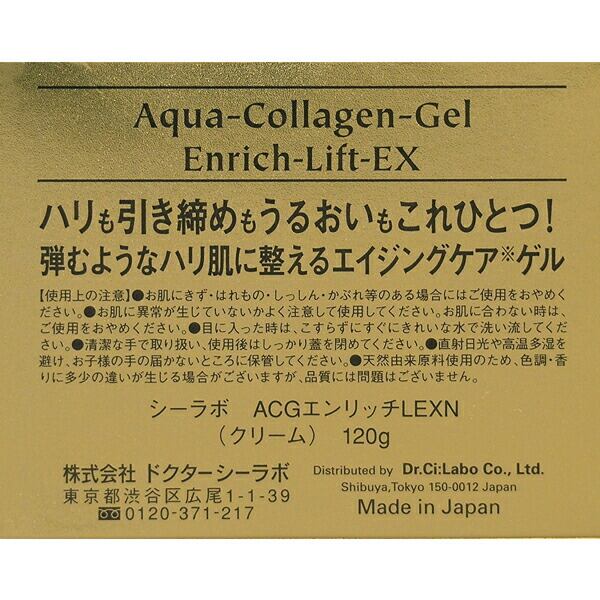 Aqua-Collagen-Gel
Enrich-Lift-EX
ハリも引き締めもうるおいもこれひとつ!
弾むようなハリ肌に整えるエイジングケア※ゲル
【使用上の注意】●お肌にきず・はれもの・しっしん・かぶれ等のある場合にはご使用をおやめく
ださい。●お肌に異常が生じていないかよく注意して使用してください。お肌に合わない時は、
ご使用をおやめください。●目に入った時は、こすらずにすぐにきれいな水で洗い流してくだ
さい。●清潔な手で取り扱い、使用後はしっかり蓋を閉めてください。●直射日光や高温多湿を
避け、お子様の手の届かないところに保管してください。●天然由来原料使用のため、色調・香
りに多少の違いが生じる場合がございますが、品質には問題はございません。
シーラボ ACGエンリッチLEXN
(クリーム) 120g
株式会社 ドクターシーラボ
東京都渋谷区広尾1-1-39
0120-371-217
Distributed by Dr.Ci:Labo Co., Ltd.
Shibuya,Tokyo 150-0012 Japan
Made in Japan